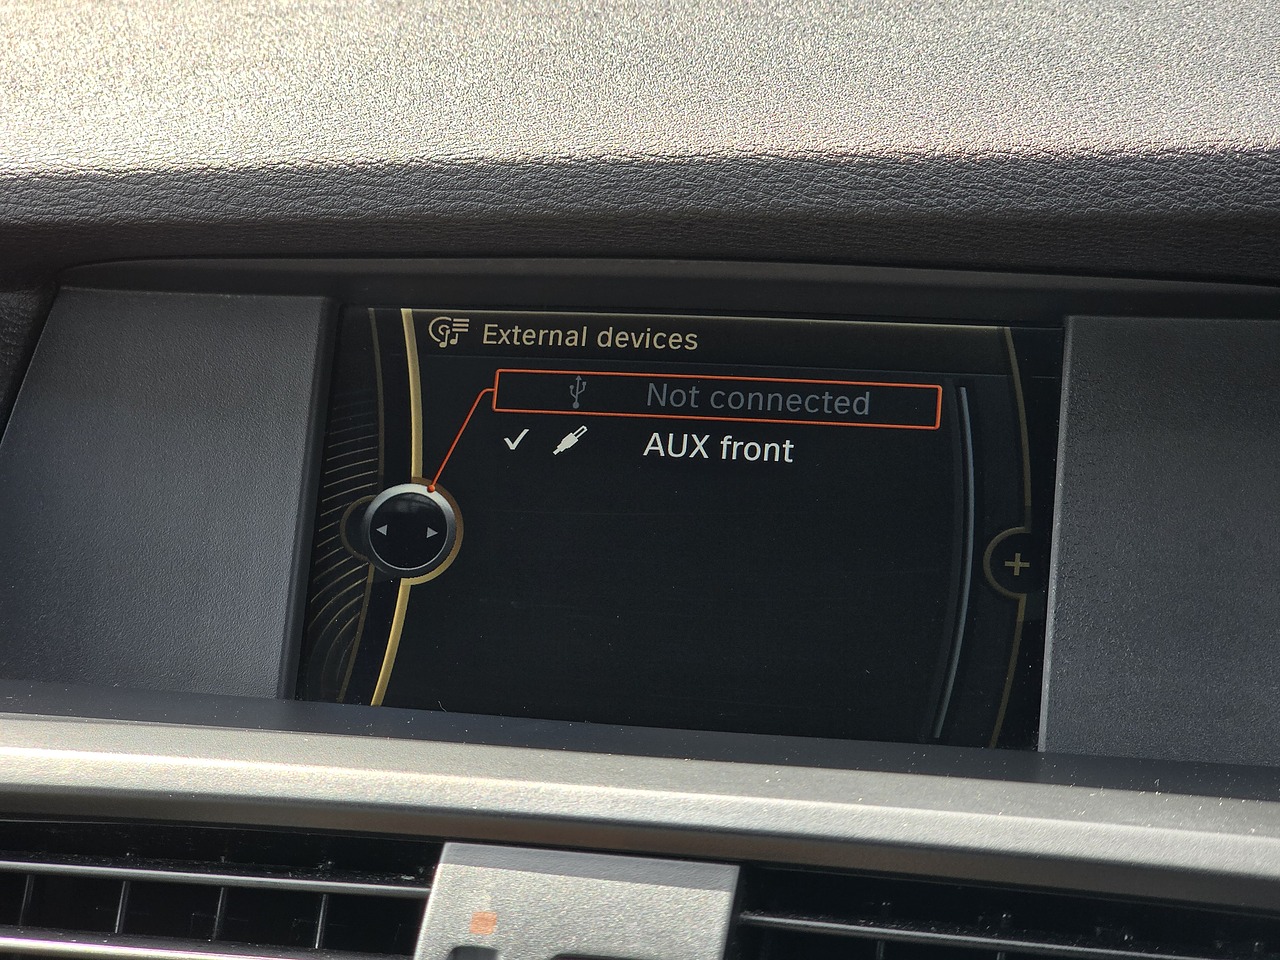 External devices
Not connected
AUX front